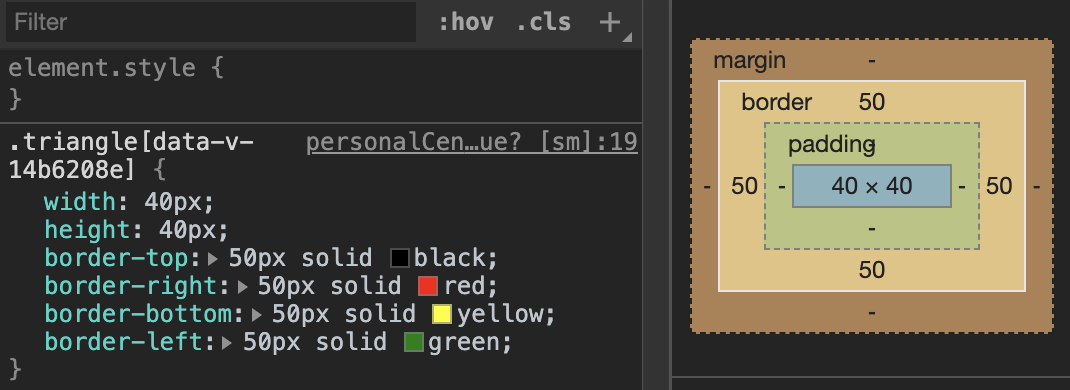 Filter :hov .cls +
element.style {
}
.triangle[data-v- personalCen…ue? [sm]:19
14b6208e] {
width: 40px;
height: 40px;
border-top: 50px solid black;
border-right: 50px solid red;
border-bottom: 50px solid yellow;
border-left: 50px solid green;
}
margin -
border 50
padding -
- 50 - 40 × 40 - 50 -
-
50
-